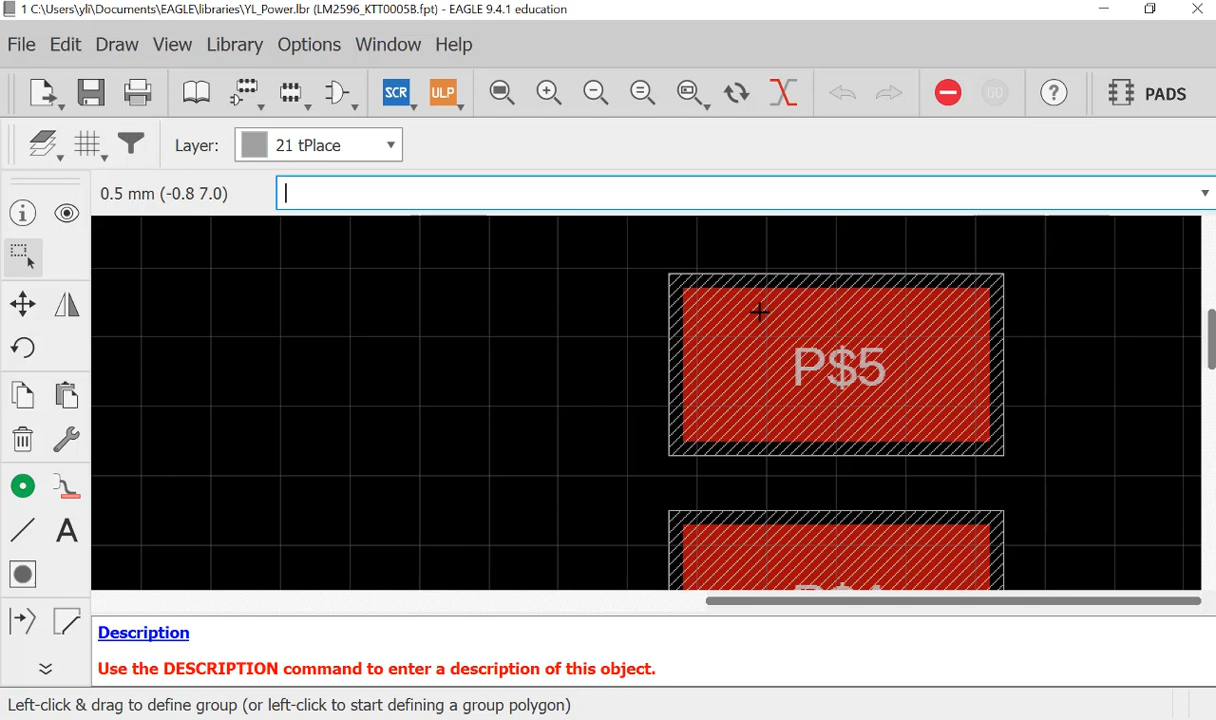 1 C:\Users\yli\Documents\EAGLE\libraries\YL_Power.lbr (LM2596_KTT0005B.fpt) - EAGLE 9.4.1 education
File Edit Draw View Library Options Window Help
SCR ULP PADS
Layer: 21 tPlace
0.5 mm (-0.8 7.0)
P$5
Description
Use the DESCRIPTION command to enter a description of this object.
Left-click & drag to define group (or left-click to start defining a group polygon)